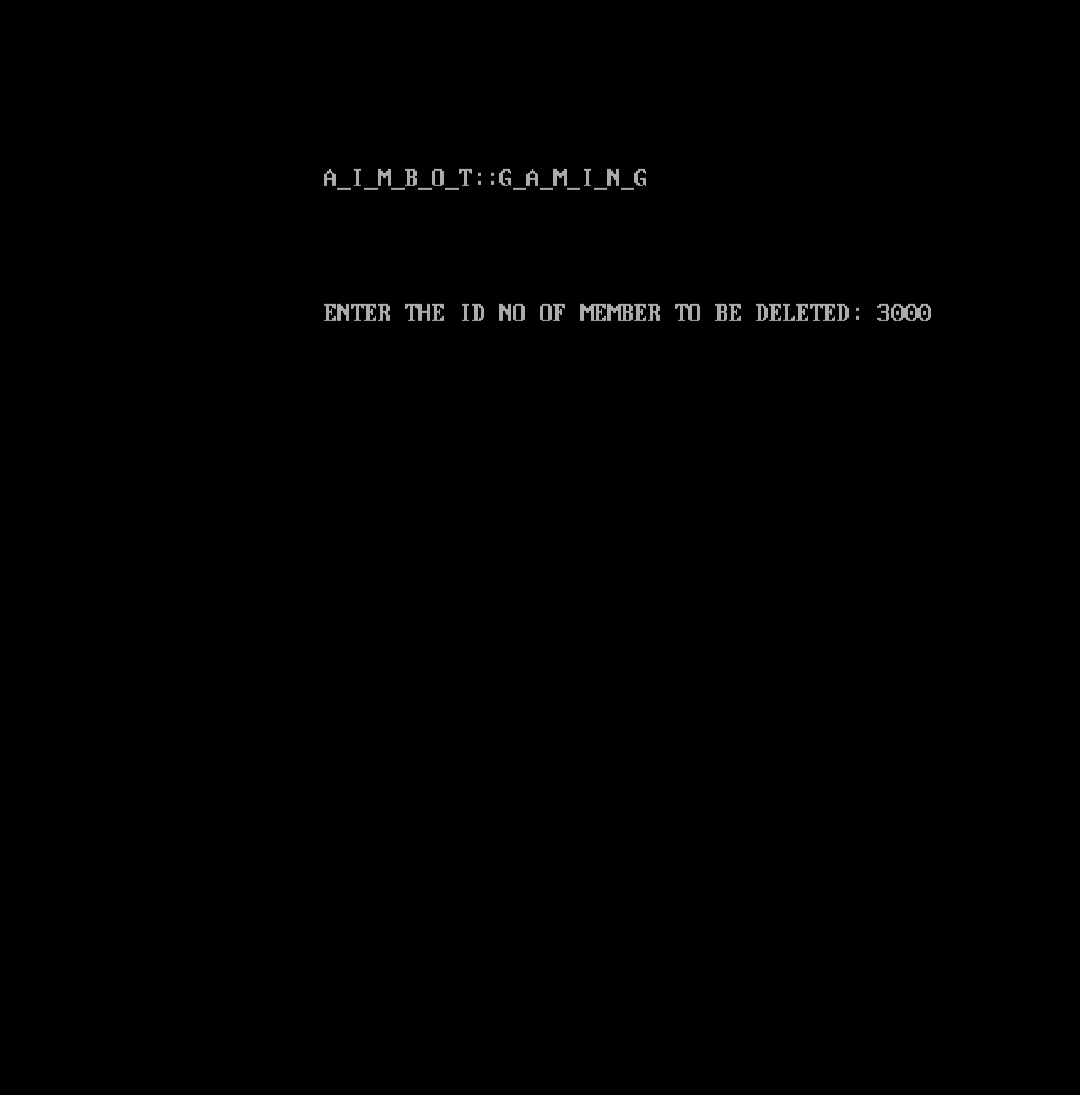 A_I_M_B_O_T::G_A_M_I_N_G
ENTER THE ID NO OF MEMBER TO BE DELETED: 3000